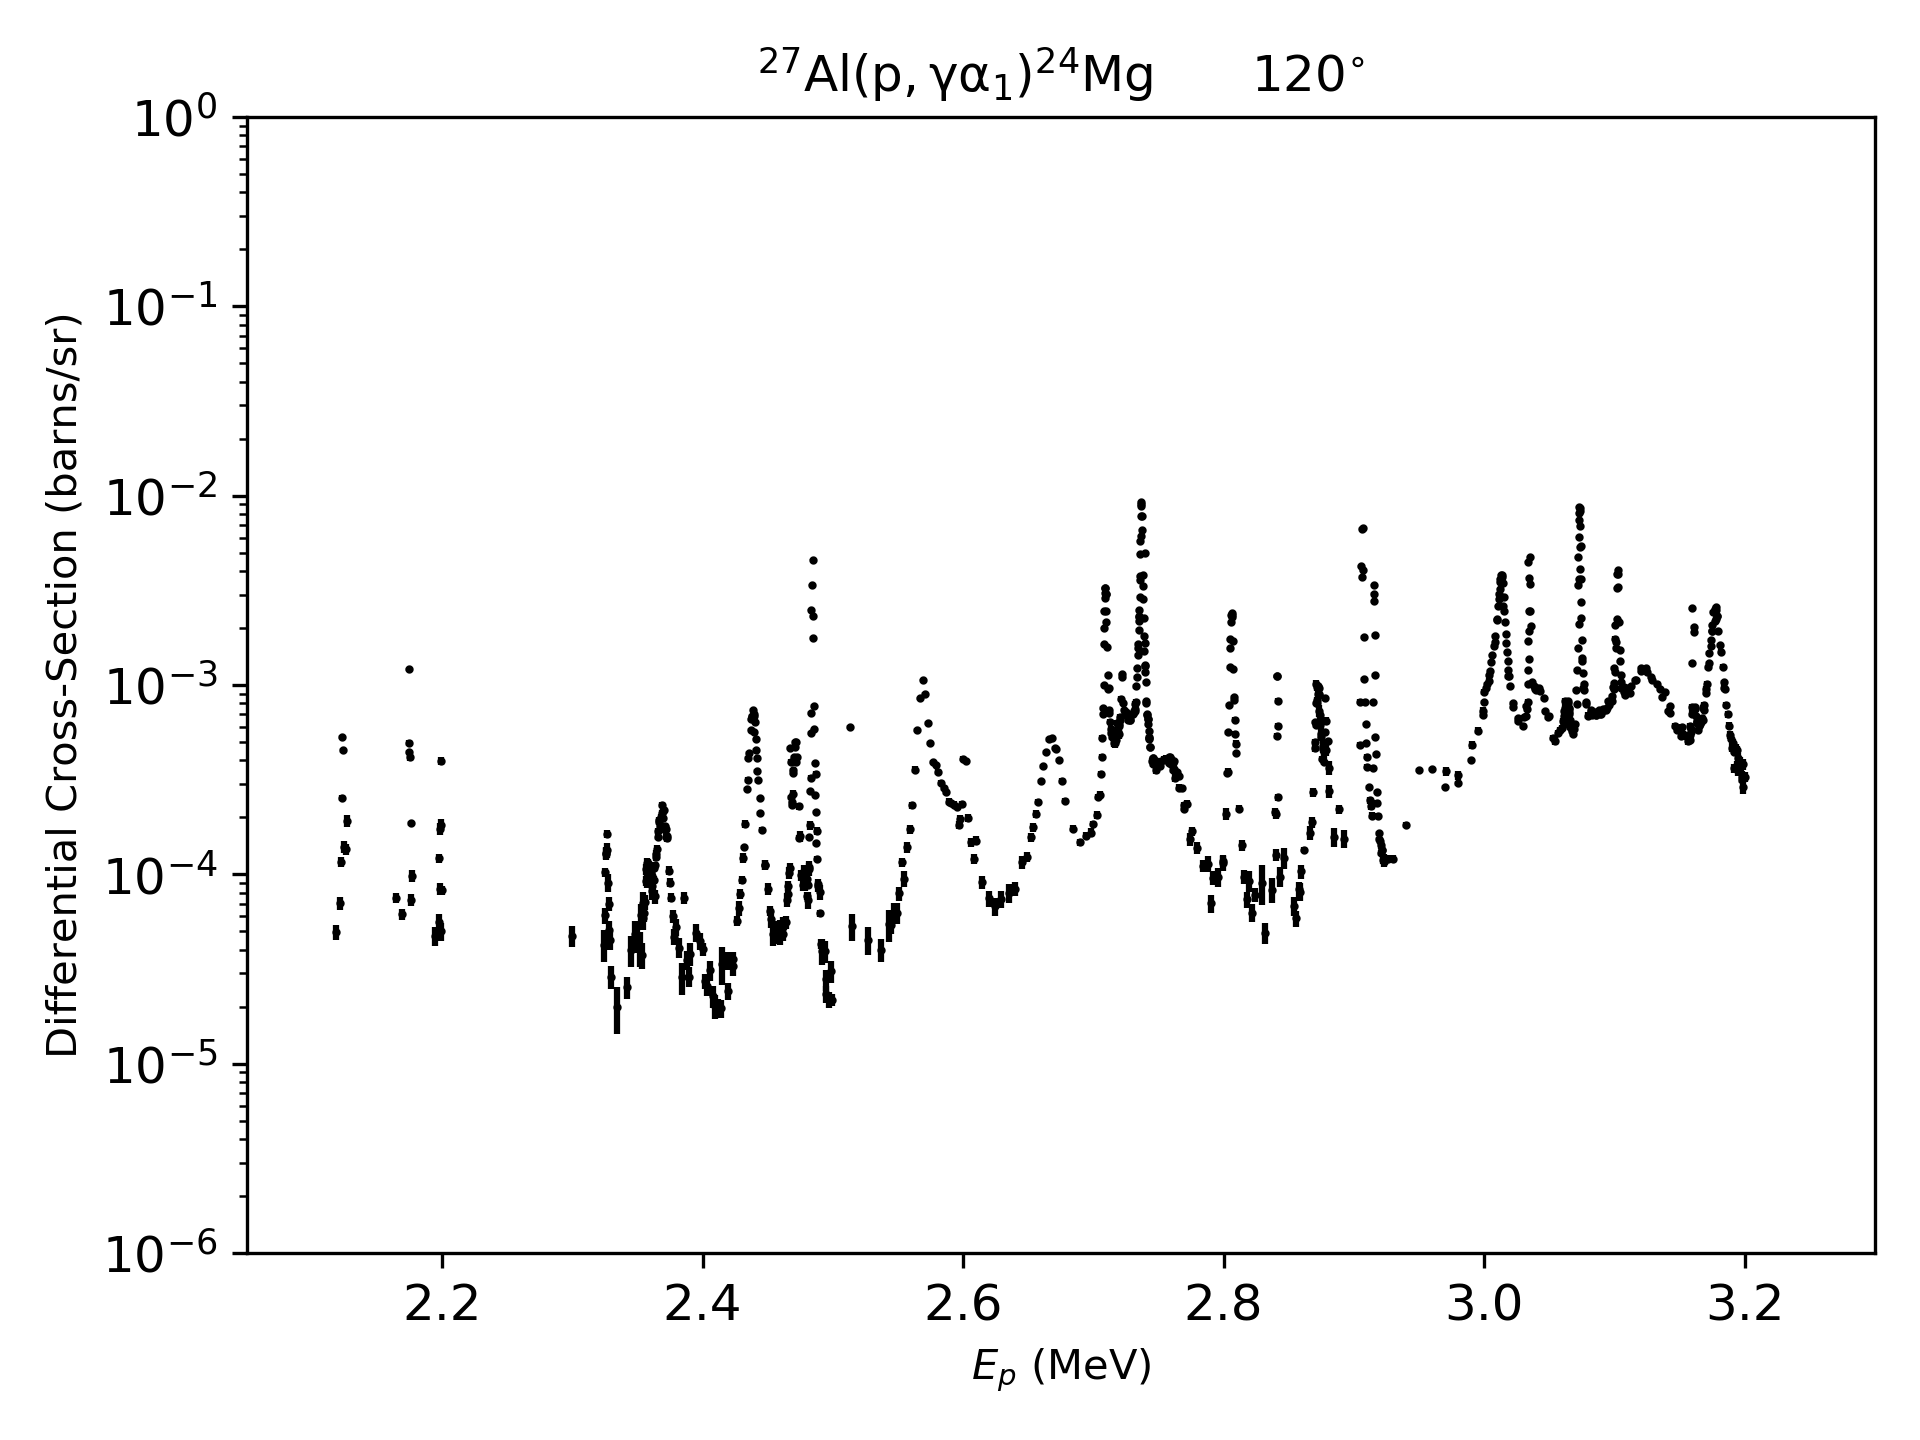 ²⁷Al(p, γα₁)²⁴Mg 120°
10⁰
10⁻¹
10⁻²
10⁻³
10⁻⁴
10⁻⁵
10⁻⁶
Differential Cross-Section (barns/sr)
2.2 2.4 2.6 2.8 3.0 3.2
Eₚ (MeV)